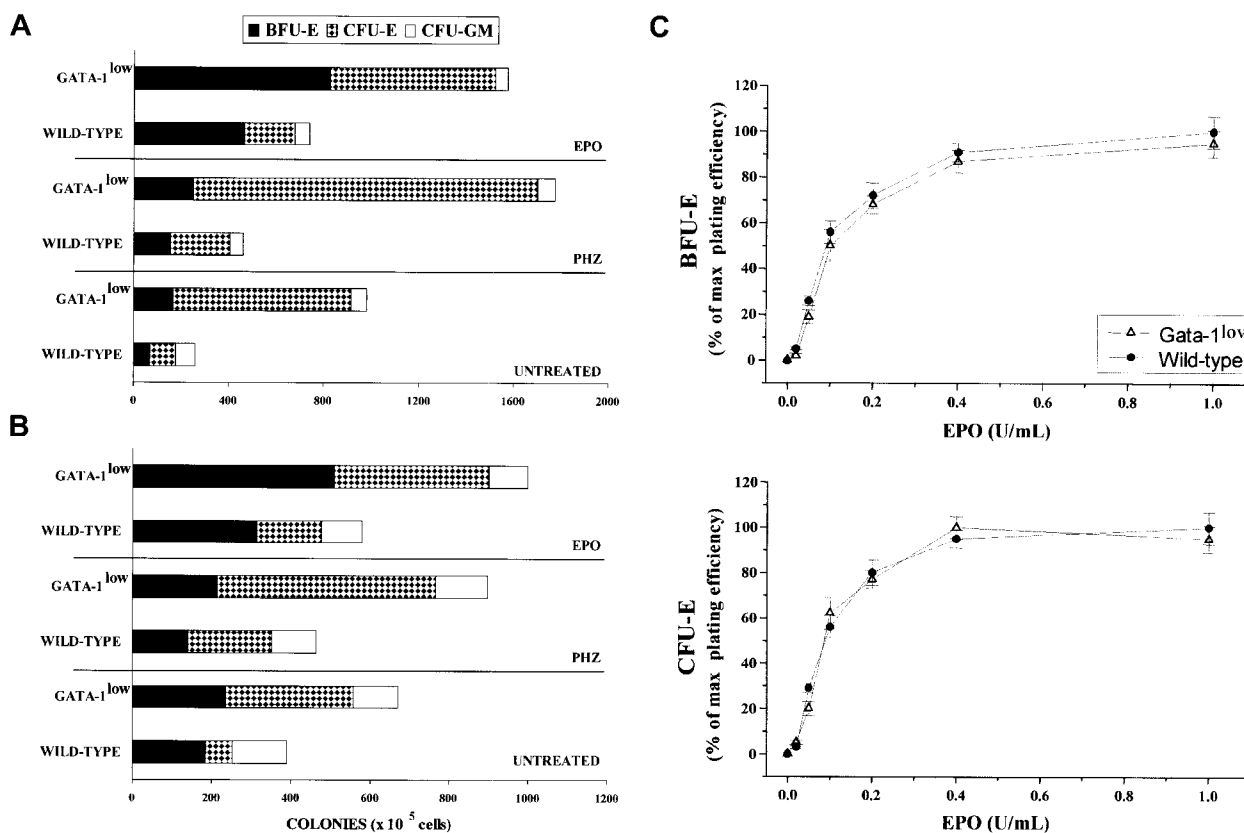 A
BFU-E CFU-E CFU-GM
GATA-1low
WILD-TYPE
EPO
GATA-1low
WILD-TYPE
PHZ
GATA-1low
WILD-TYPE
UNTREATED
0 400 800 1200 1600 2000
B
GATA-1low
WILD-TYPE
EPO
GATA-1low
WILD-TYPE
PHZ
GATA-1low
WILD-TYPE
UNTREATED
0 200 400 600 800 1000 1200
COLONIES (x 10 5 cells)
C
120
100
80
60
40
20
0
BFU-E
(% of max plating efficiency)
Gata-1low
Wild-type
0.0 0.2 0.4 0.6 0.8 1.0
EPO (U/mL)
120
100
80
60
40
20
0
CFU-E
(% of max plating efficiency)
0.0 0.2 0.4 0.6 0.8 1.0
EPO (U/mL)